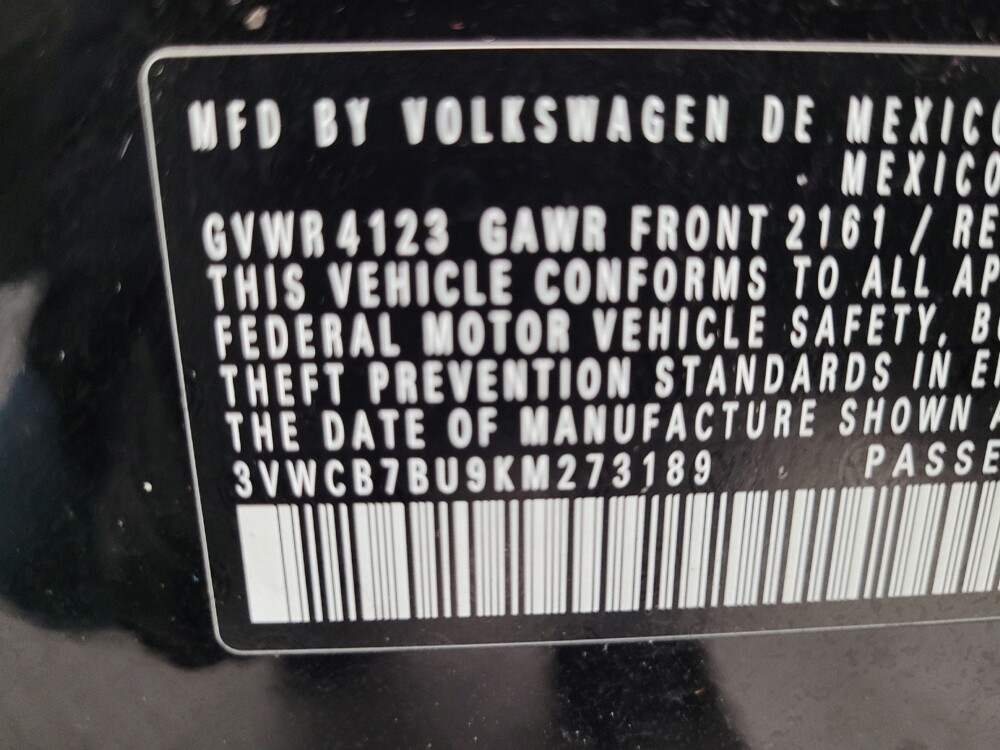 MFD BY VOLKSWAGEN DE MEXICO
MEXICO
GVWR 4123 GAWR FRONT 2161 / RE
THIS VEHICLE CONFORMS TO ALL AP
FEDERAL MOTOR VEHICLE SAFETY, BU
THEFT PREVENTION STANDARDS IN E
THE DATE OF MANUFACTURE SHOWN A
3VWCB7BU9KM273189 PASSE